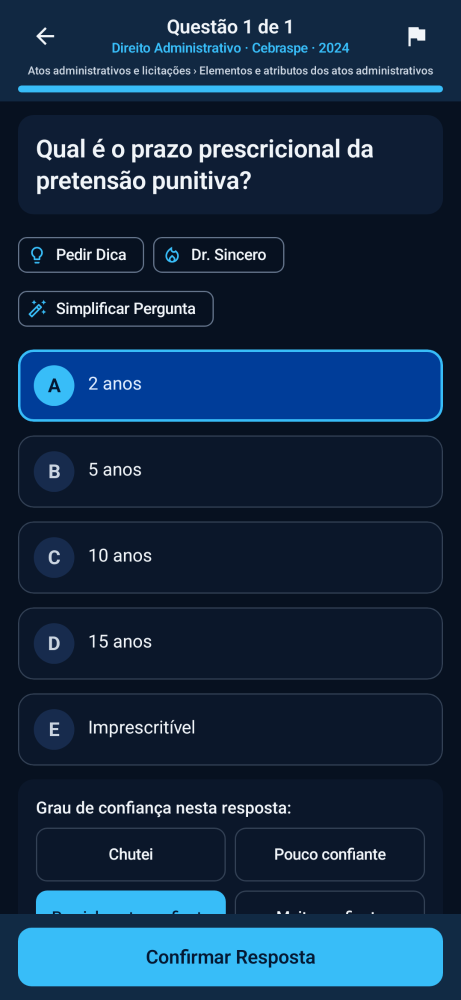 Questão 1 de 1
Direito Administrativo · Cebraspe · 2024
Atos administrativos e licitações › Elementos e atributos dos atos administrativos
Qual é o prazo prescricional da
pretensão punitiva?
Pedir Dica
Dr. Sincero
Simplificar Pergunta
A
2 anos
B
5 anos
C
10 anos
D
15 anos
E
Imprescritível
Grau de confiança nesta resposta:
Chutei
Pouco confiante
Confirmar Resposta